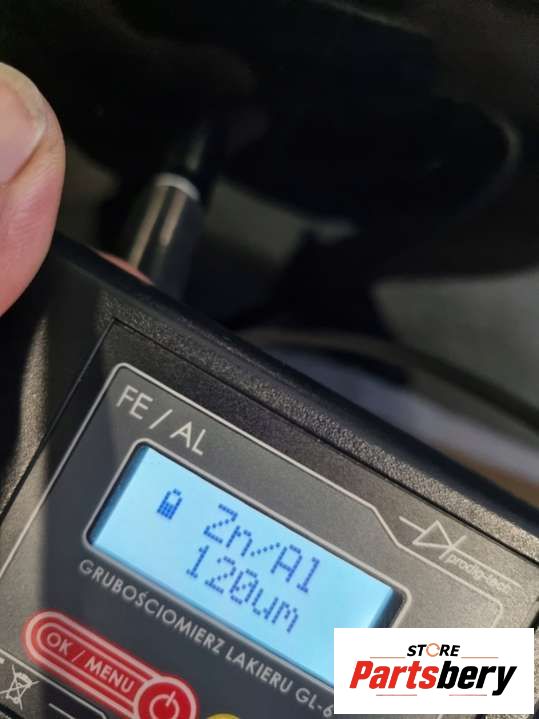 FE / AL
Zn/Al
120um
prodig-tech
GRUBOŚCIOMIERZ LAKIERU GL-6
OK / MENU
STORE
Partsbery